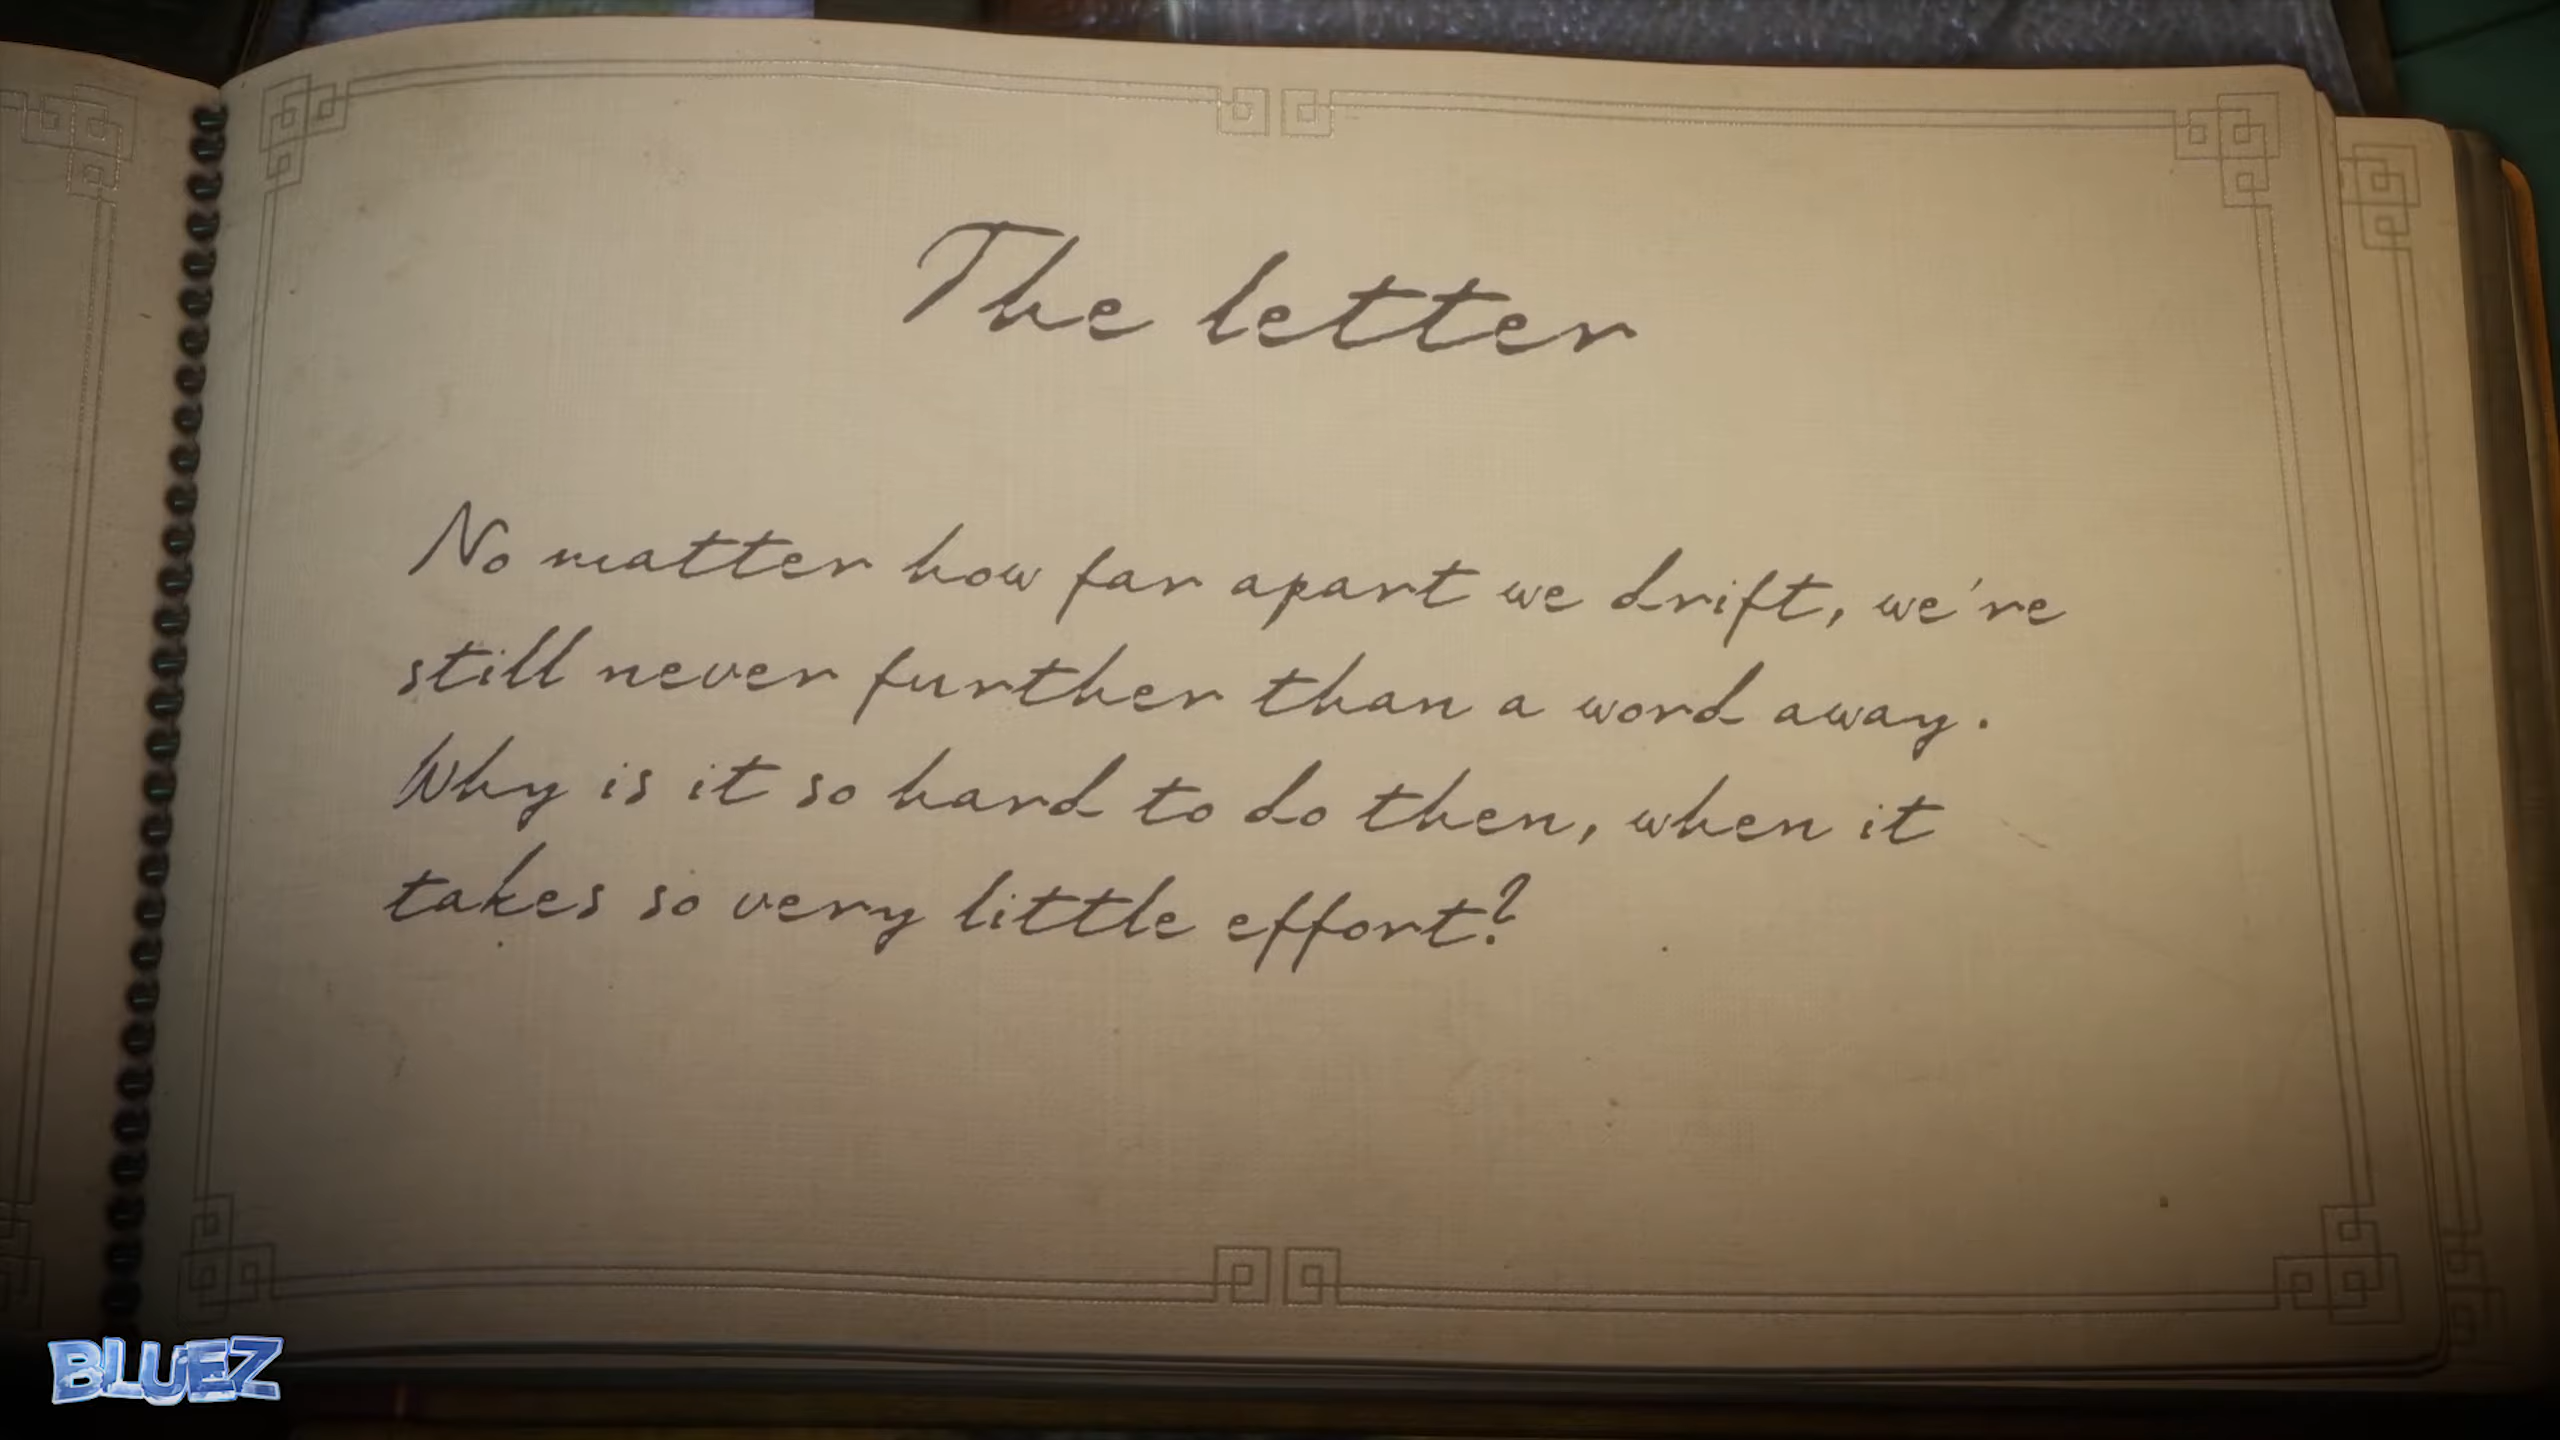 The letter
No matter how far apart we drift, we're
still never further than a word away.
Why is it so hard to do then, when it
takes so very little effort?
BLUEZ